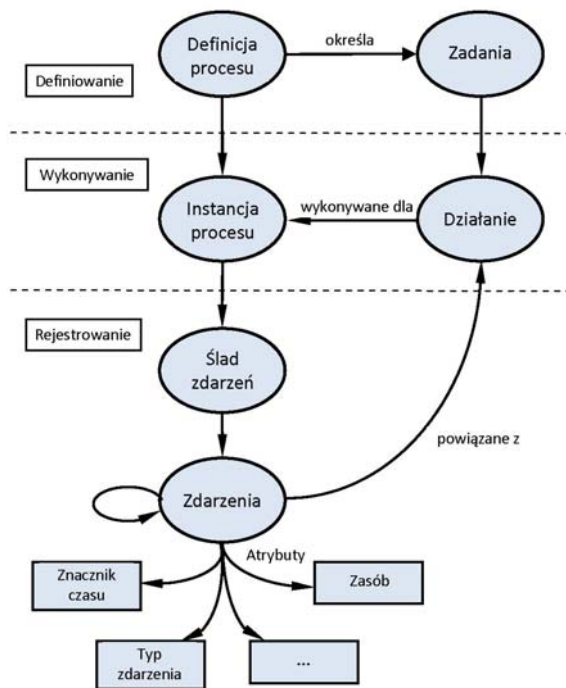 Definicja
procesu
określa
Zadania
Definiowanie
Wykonywanie
Instancja
procesu
wykonywane dla
Działanie
Rejestrowanie
Ślad
zdarzeń
powiązane z
Zdarzenia
Atrybuty
Znacznik
czasu
Zasób
Typ
zdarzenia
...